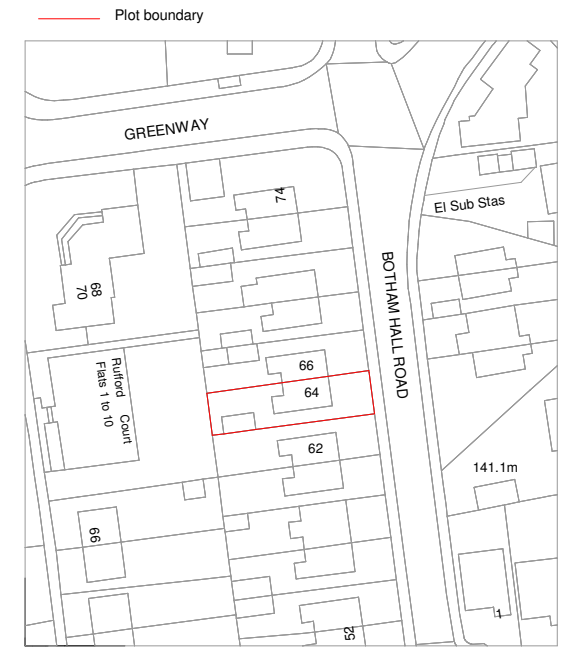 Plot boundary
GREENWAY
74
El Sub Stas
68
70
BOTHAM HALL ROAD
66
Rufford Court
Flats 1 to 10
64
62
141.1m
66
1
52